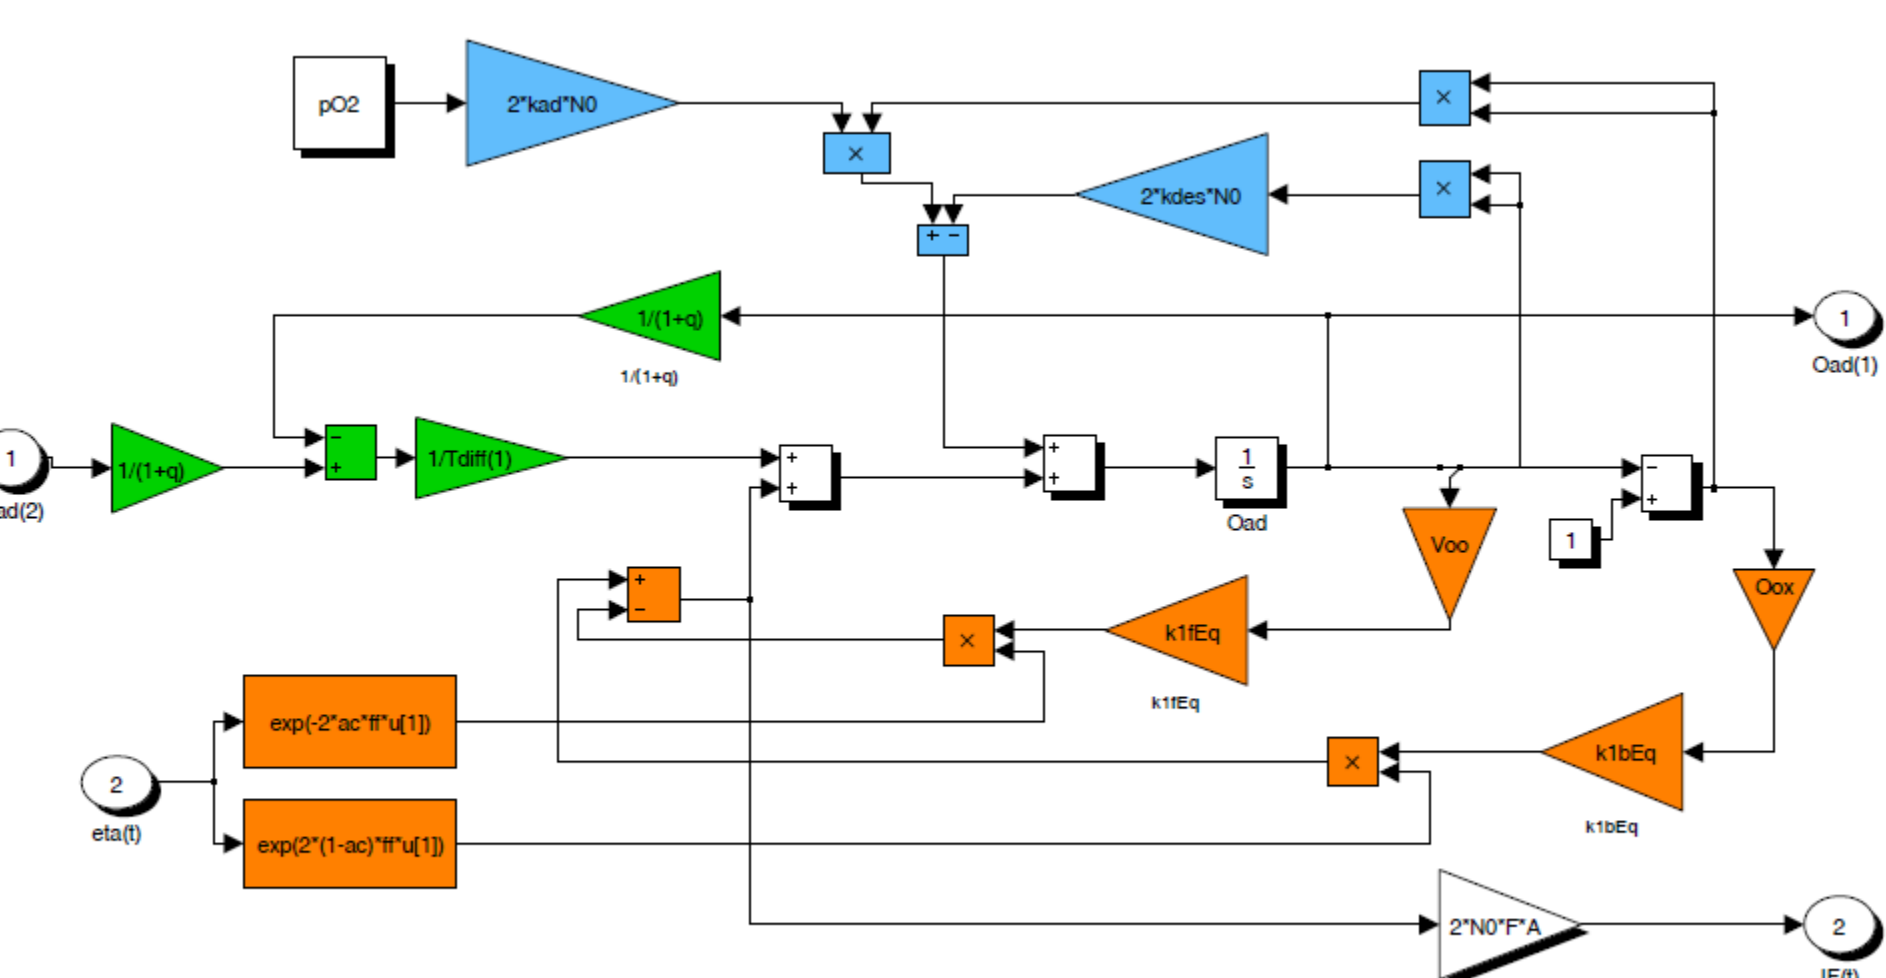 pO2
2*kad*N0
×
×
2*kdes*N0
×
+ −
1/(1+q)
1/(1+q)
1
Oad(1)
1
ad(2)
1/(1+q)
−
+
1/Tdiff(1)
+
+
+
+
1
s
Oad
−
+
1
Voo
Oox
+
−
×
k1fEq
k1fEq
exp(-2*ac*ff*u[1])
×
k1bEq
k1bEq
2
eta(t)
exp(2*(1-ac)*ff*u[1])
2*N0*F*A
2